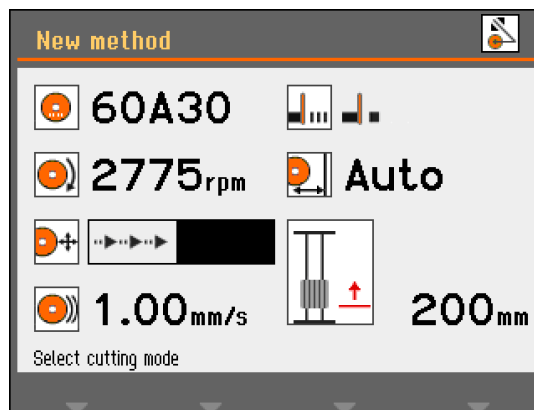 New method
60A30
2775rpm
Auto
1.00mm/s
200mm
Select cutting mode